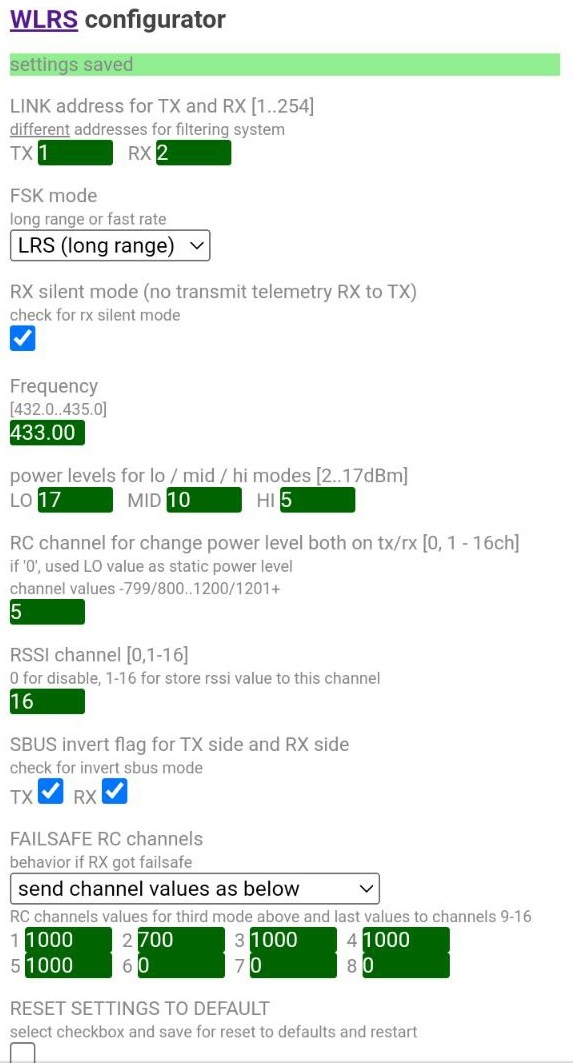 WLRS configurator
settings saved
LINK address for TX and RX [1..254]
different addresses for filtering system
TX 1 RX 2
FSK mode
long range or fast rate
LRS (long range)
RX silent mode (no transmit telemetry RX to TX)
check for rx silent mode
Frequency
[432.0..435.0]
433.00
power levels for lo / mid / hi modes [2..17dBm]
LO 17 MID 10 HI 5
RC channel for change power level both on tx/rx [0, 1 - 16ch]
if '0', used LO value as static power level
channel values -799/800..1200/1201+
5
RSSI channel [0,1-16]
0 for disable, 1-16 for store rssi value to this channel
16
SBUS invert flag for TX side and RX side
check for invert sbus mode
TX RX
FAILSAFE RC channels
behavior if RX got failsafe
send channel values as below
RC channels values for third mode above and last values to channels 9-16
1 1000 2 700 3 1000 4 1000
5 1000 6 0 7 0 8 0
RESET SETTINGS TO DEFAULT
select checkbox and save for reset to defaults and restart